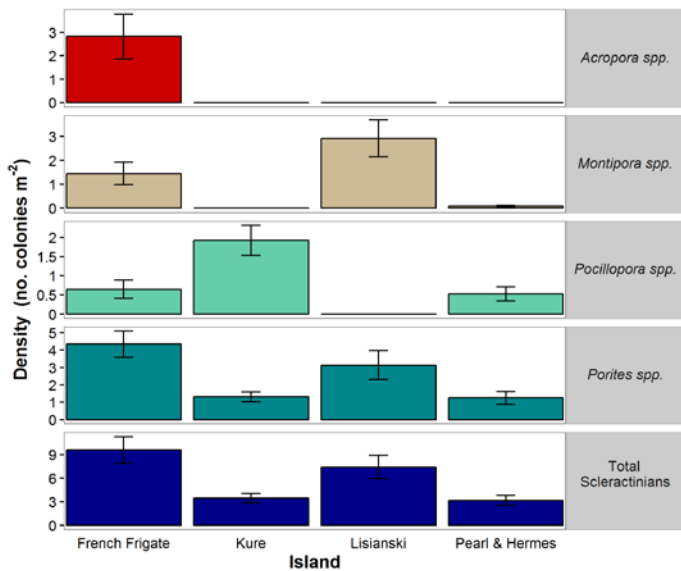 3
2
1
0
Acropora spp.
3
2
1
0
Montipora spp.
2
1.5
1
0.5
0
Pocillopora spp.
5
4
3
2
1
0
Porites spp.
9
6
3
0
Total
Scleractinians
Density (no. colonies m⁻²)
French Frigate Kure Lisianski Pearl & Hermes
Island